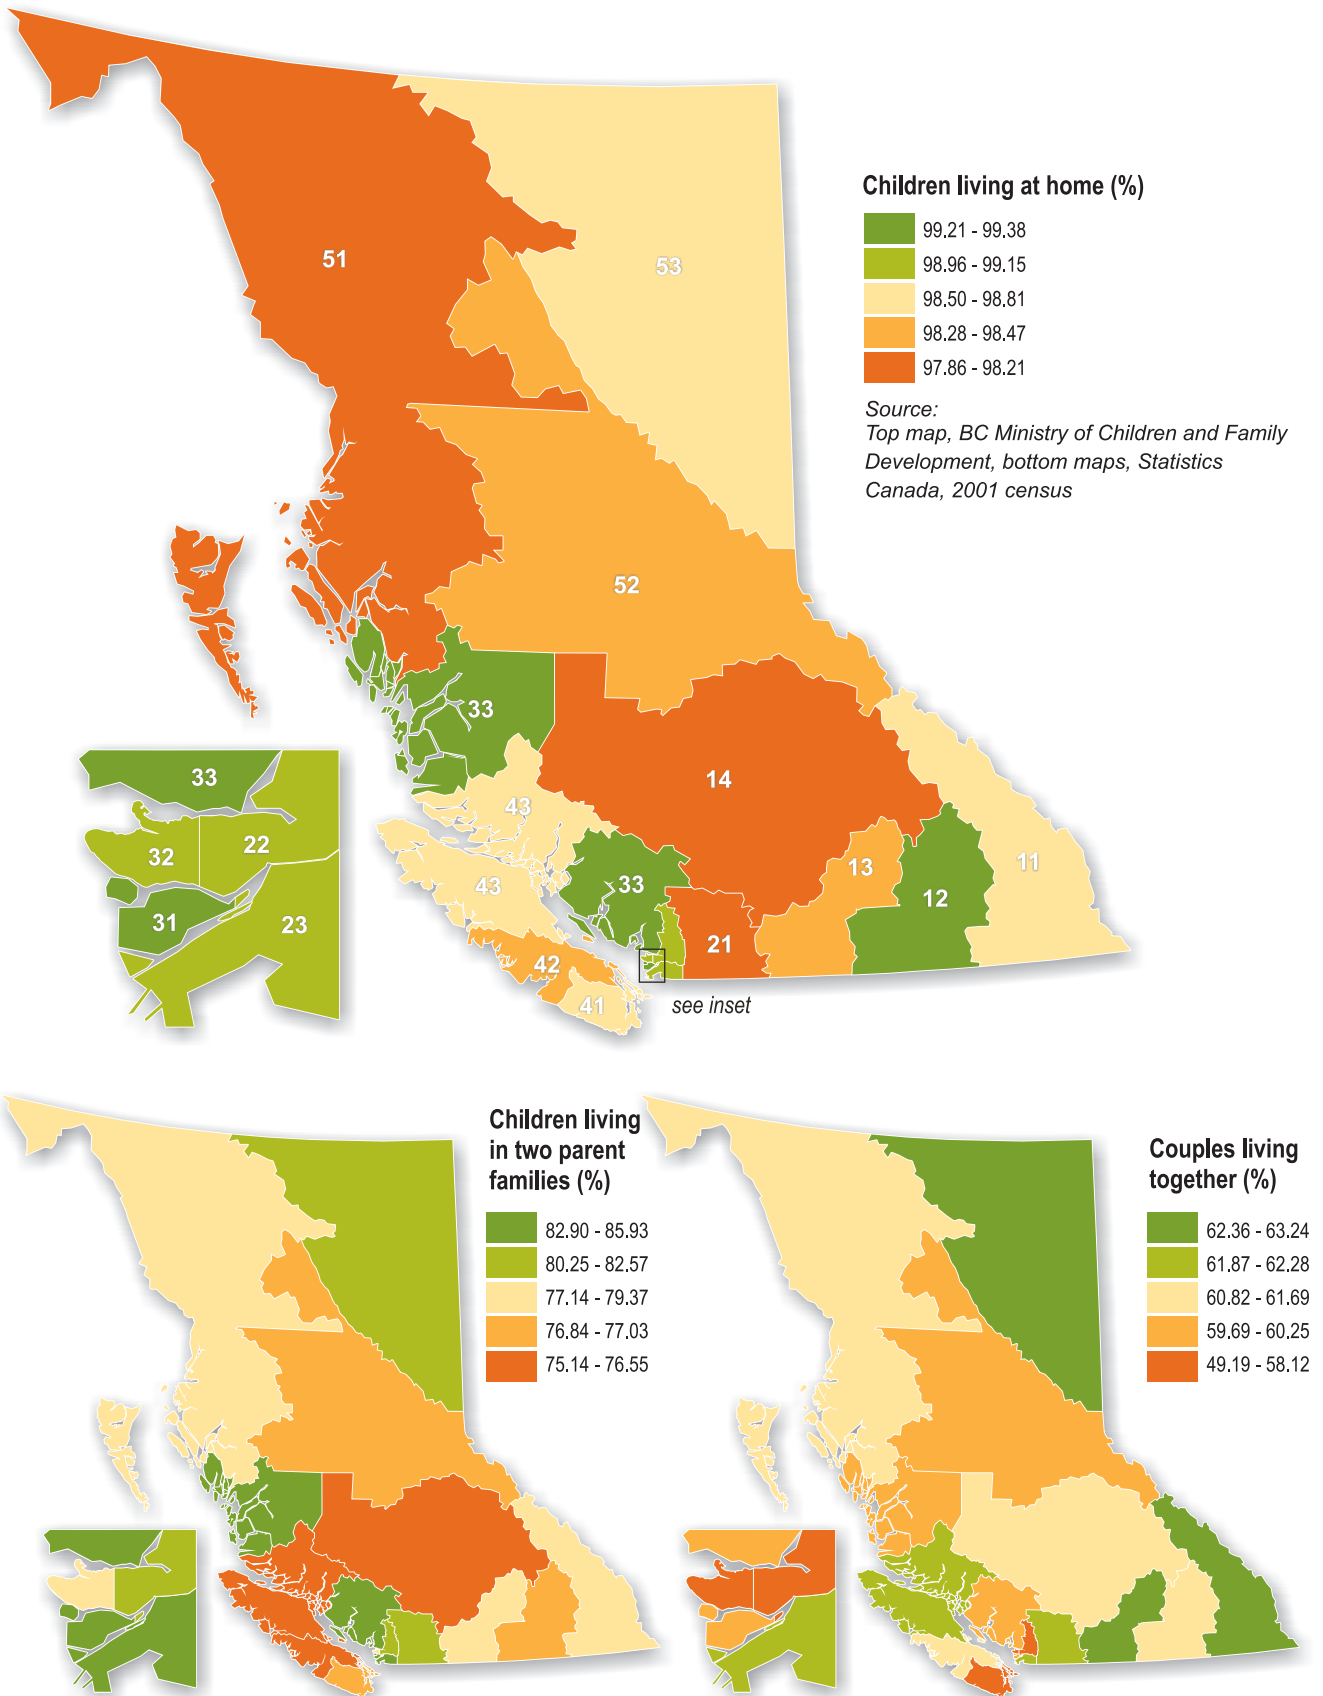 51
53
Children living at home (%)
99.21 - 99.38
98.96 - 99.15
98.50 - 98.81
98.28 - 98.47
97.86 - 98.21
Source:
Top map, BC Ministry of Children and Family
Development, bottom maps, Statistics
Canada, 2001 census
52
33
14
33
32
22
31
23
43
43
33
13
12
11
21
42
41
see inset
Children living
in two parent
families (%)
82.90 - 85.93
80.25 - 82.57
77.14 - 79.37
76.84 - 77.03
75.14 - 76.55
Couples living
together (%)
62.36 - 63.24
61.87 - 62.28
60.82 - 61.69
59.69 - 60.25
49.19 - 58.12